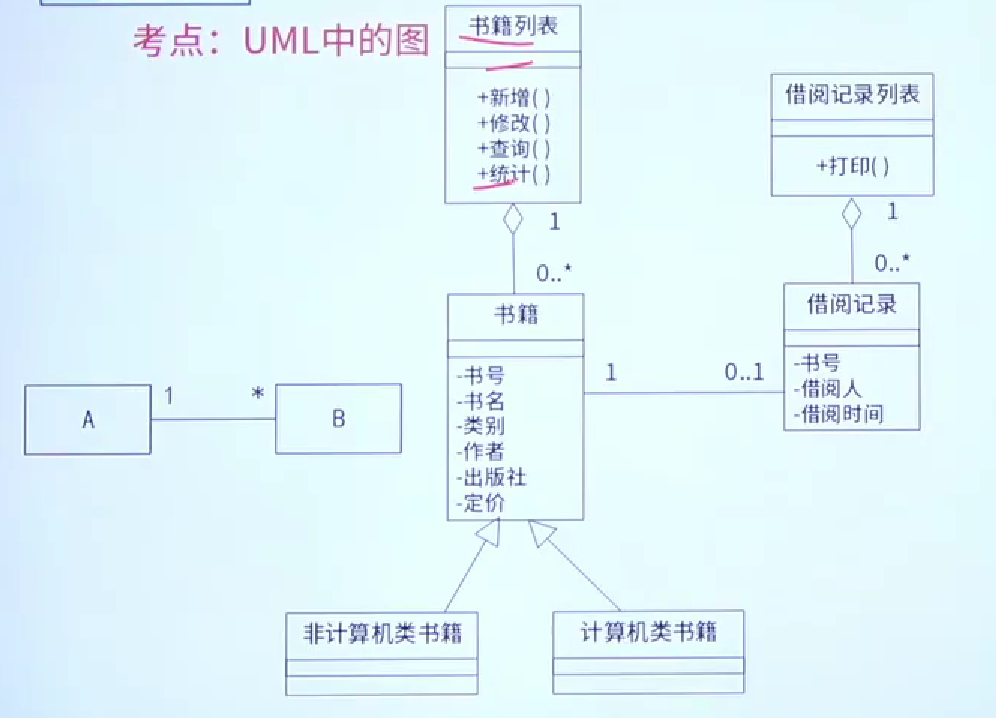 考点：UML中的图
书籍列表
+新增()
+修改()
+查询()
+统计()
1
0..*
借阅记录列表
+打印()
1
0..*
书籍
-书号
-书名
-类别
-作者
-出版社
-定价
1
0..1
借阅记录
-书号
-借阅人
-借阅时间
A
1
*
B
非计算机类书籍
计算机类书籍